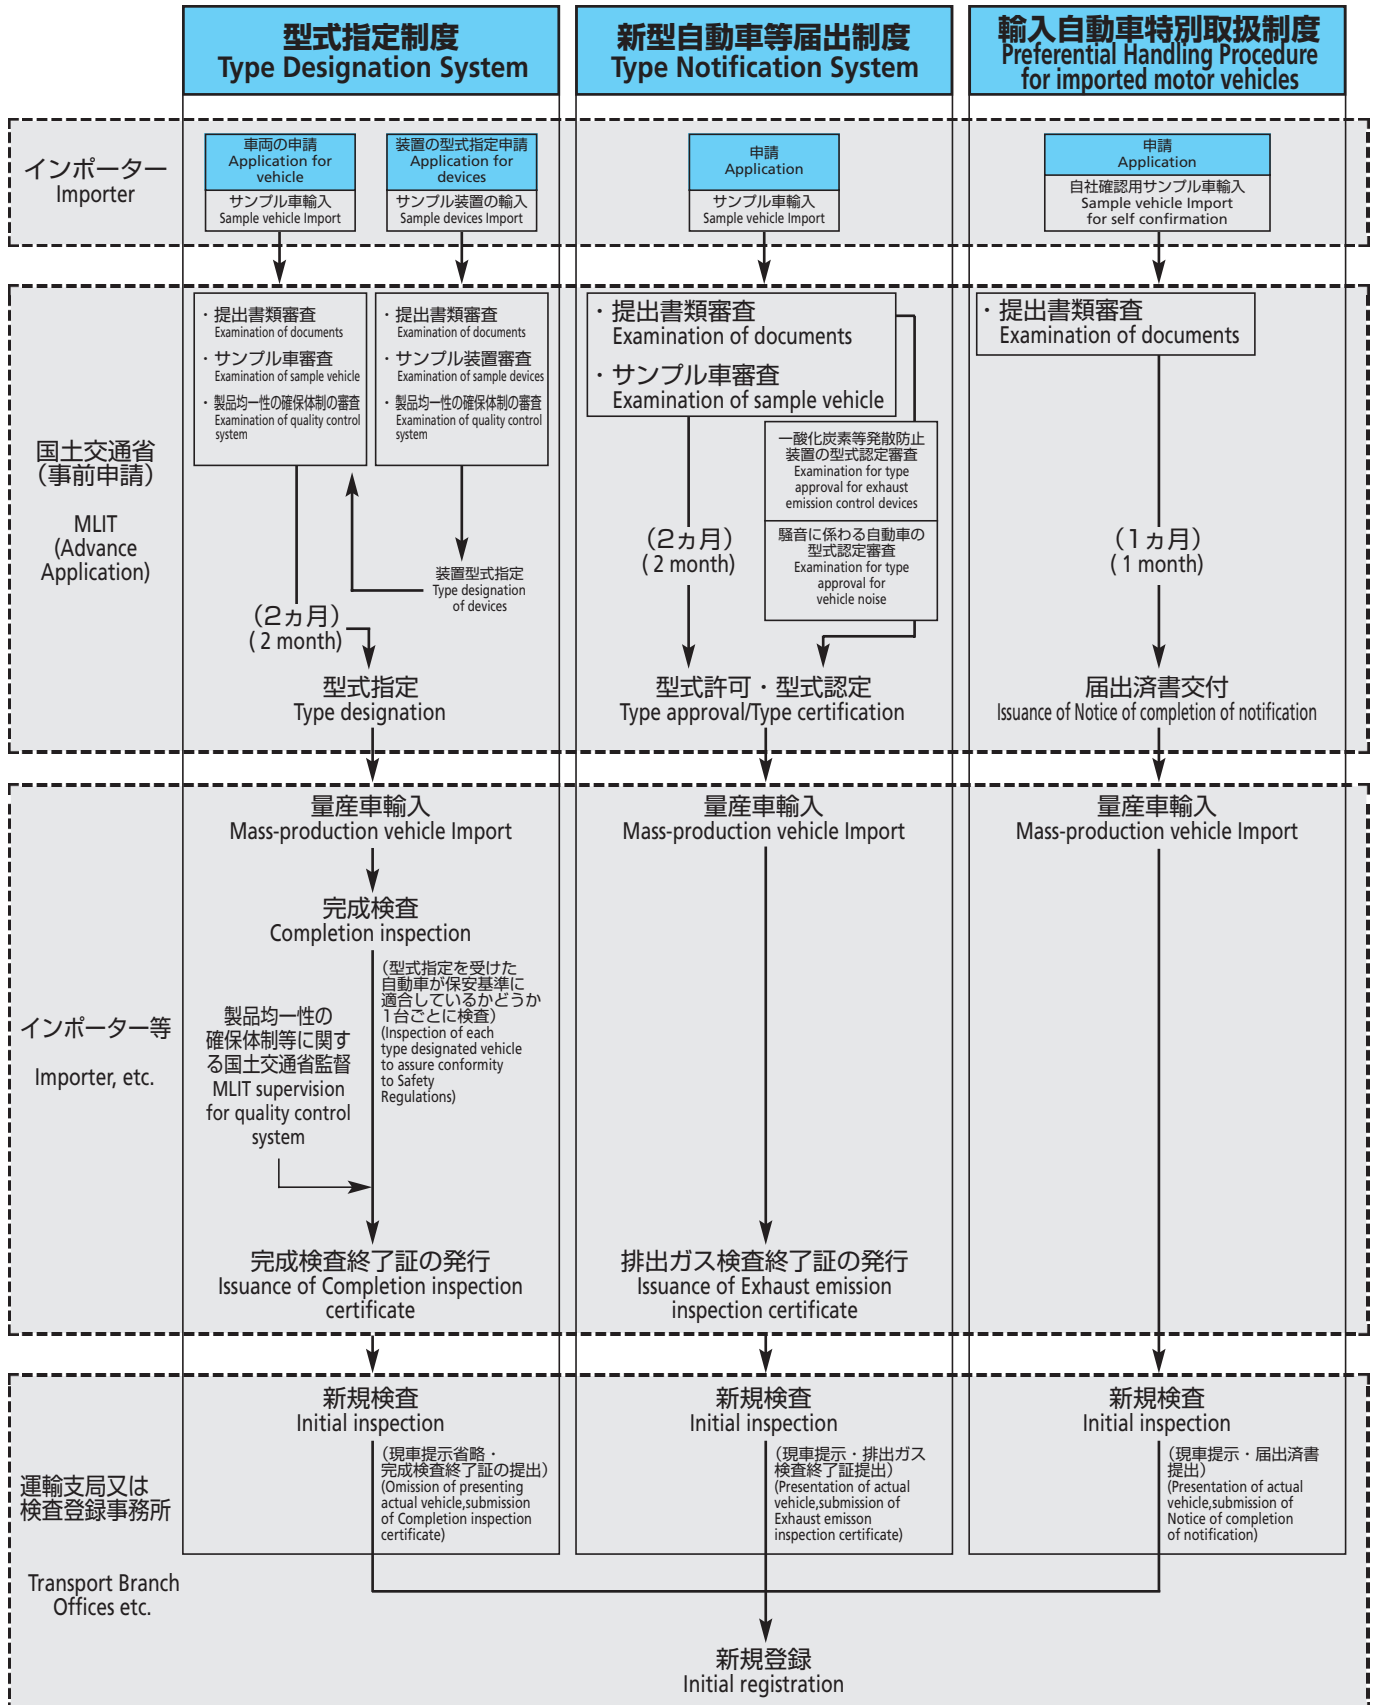 型式指定制度
Type Designation System
新型自動車等届出制度
Type Notification System
輸入自動車特別取扱制度
Preferential Handling Procedure
for imported motor vehicles
インポーター
Importer
車両の申請
Application for
vehicle
サンプル車輸入
Sample vehicle Import
装置の型式指定申請
Application for
devices
サンプル装置の輸入
Sample devices Import
申請
Application
サンプル車輸入
Sample vehicle Import
申請
Application
自社確認用サンプル車輸入
Sample vehicle Import
for self confirmation
国土交通省
（事前申請）
MLIT
(Advance
Application)
・提出書類審査
Examination of documents
・サンプル車審査
Examination of sample vehicle
・製品均一性の確保体制の審査
Examination of quality control
system
・提出書類審査
Examination of documents
・サンプル装置審査
Examination of sample devices
・製品均一性の確保体制の審査
Examination of quality control
system
装置型式指定
Type designation
of devices
（2ヵ月）
( 2 month)
型式指定
Type designation
・提出書類審査
Examination of documents
・サンプル車審査
Examination of sample vehicle
一酸化炭素等発散防止
装置の型式認定審査
Examination for type
approval for exhaust
emission control devices
騒音に係わる自動車の
型式認定審査
Examination for type
approval for
vehicle noise
（2ヵ月）
( 2 month)
型式許可・型式認定
Type approval/Type certification
・提出書類審査
Examination of documents
（1ヵ月）
( 1 month)
届出済書交付
Issuance of Notice of completion of notification
インポーター等
Importer, etc.
量産車輸入
Mass-production vehicle Import
完成検査
Completion inspection
（型式指定を受けた
自動車が保安基準に
適合しているかどうか
1台ごとに検査）
(Inspection of each
type designated vehicle
to assure conformity
to Safety
Regulations)
製品均一性の
確保体制等に関す
る国土交通省監督
MLIT supervision
for quality control
system
完成検査終了証の発行
Issuance of Completion inspection
certificate
量産車輸入
Mass-production vehicle Import
排出ガス検査終了証の発行
Issuance of Exhaust emission
inspection certificate
量産車輸入
Mass-production vehicle Import
運輸支局又は
検査登録事務所
Transport Branch
Offices etc.
新規検査
Initial inspection
（現車提示省略・
完成検査終了証の提出）
(Omission of presenting
actual vehicle,submission
of Completion inspection
certificate)
新規検査
Initial inspection
（現車提示・排出ガス
検査終了証提出）
(Presentation of actual
vehicle,submission of
Exhaust emisson
inspection certificate)
新規検査
Initial inspection
（現車提示・届出済書
提出）
(Presentation of actual
vehicle,submission of
Notice of completion
of notification)
新規登録
Initial registration